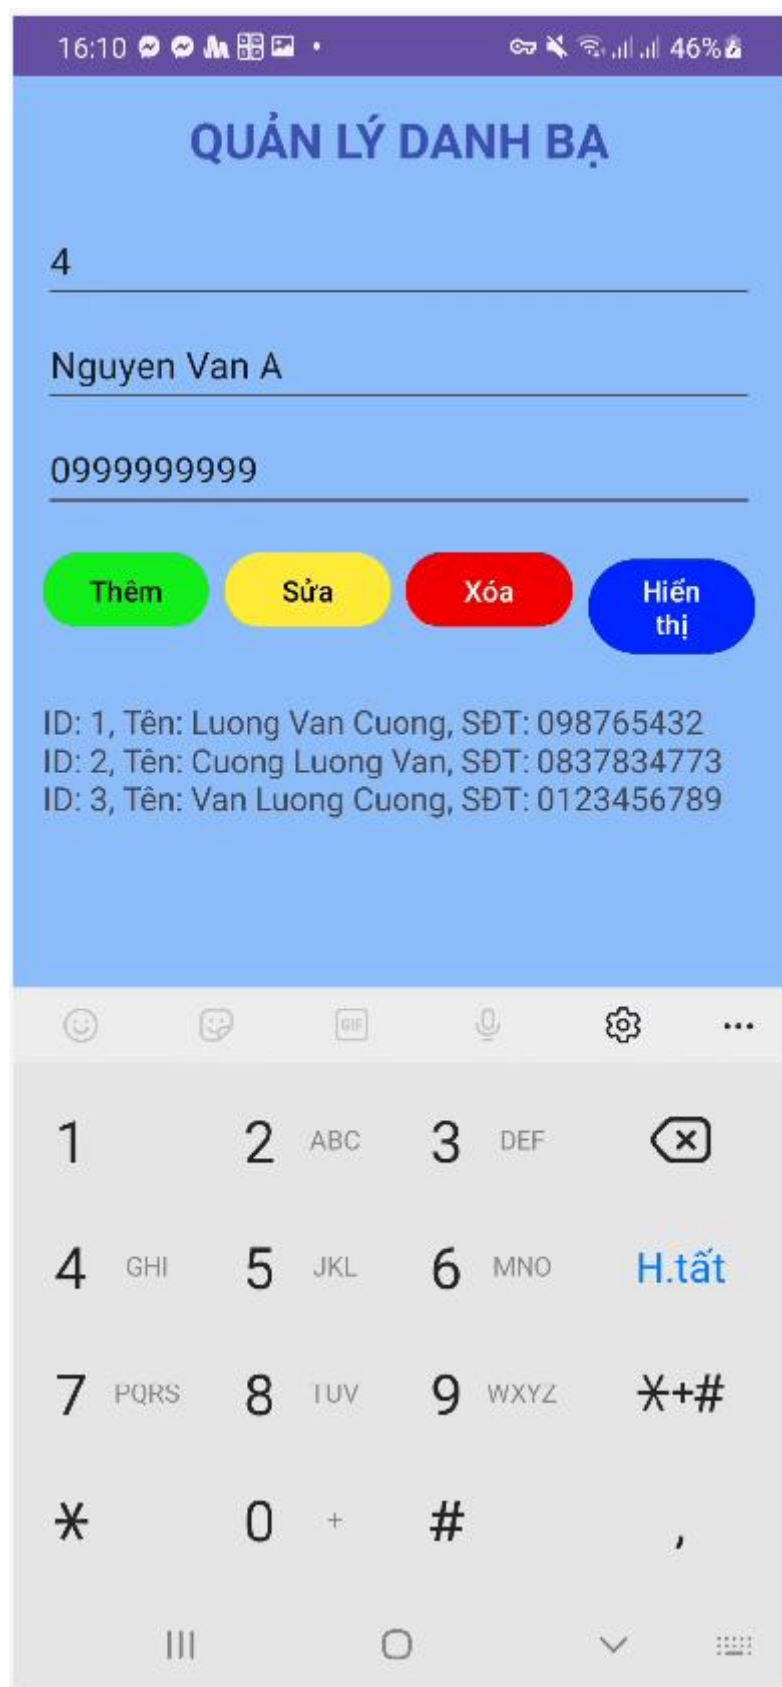 16:10
46%
QUẢN LÝ DANH BẠ
4
Nguyen Van A
0999999999
Thêm
Sửa
Xóa
Hiến
thị
ID: 1, Tên: Luong Van Cuong, SĐT: 098765432
ID: 2, Tên: Cuong Luong Van, SĐT: 0837834773
ID: 3, Tên: Van Luong Cuong, SĐT: 0123456789
GIF
1 2 ABC 3 DEF
4 GHI 5 JKL 6 MNO H.tất
7 PQRS 8 TUV 9 WXYZ *+#
* 0 + # ,